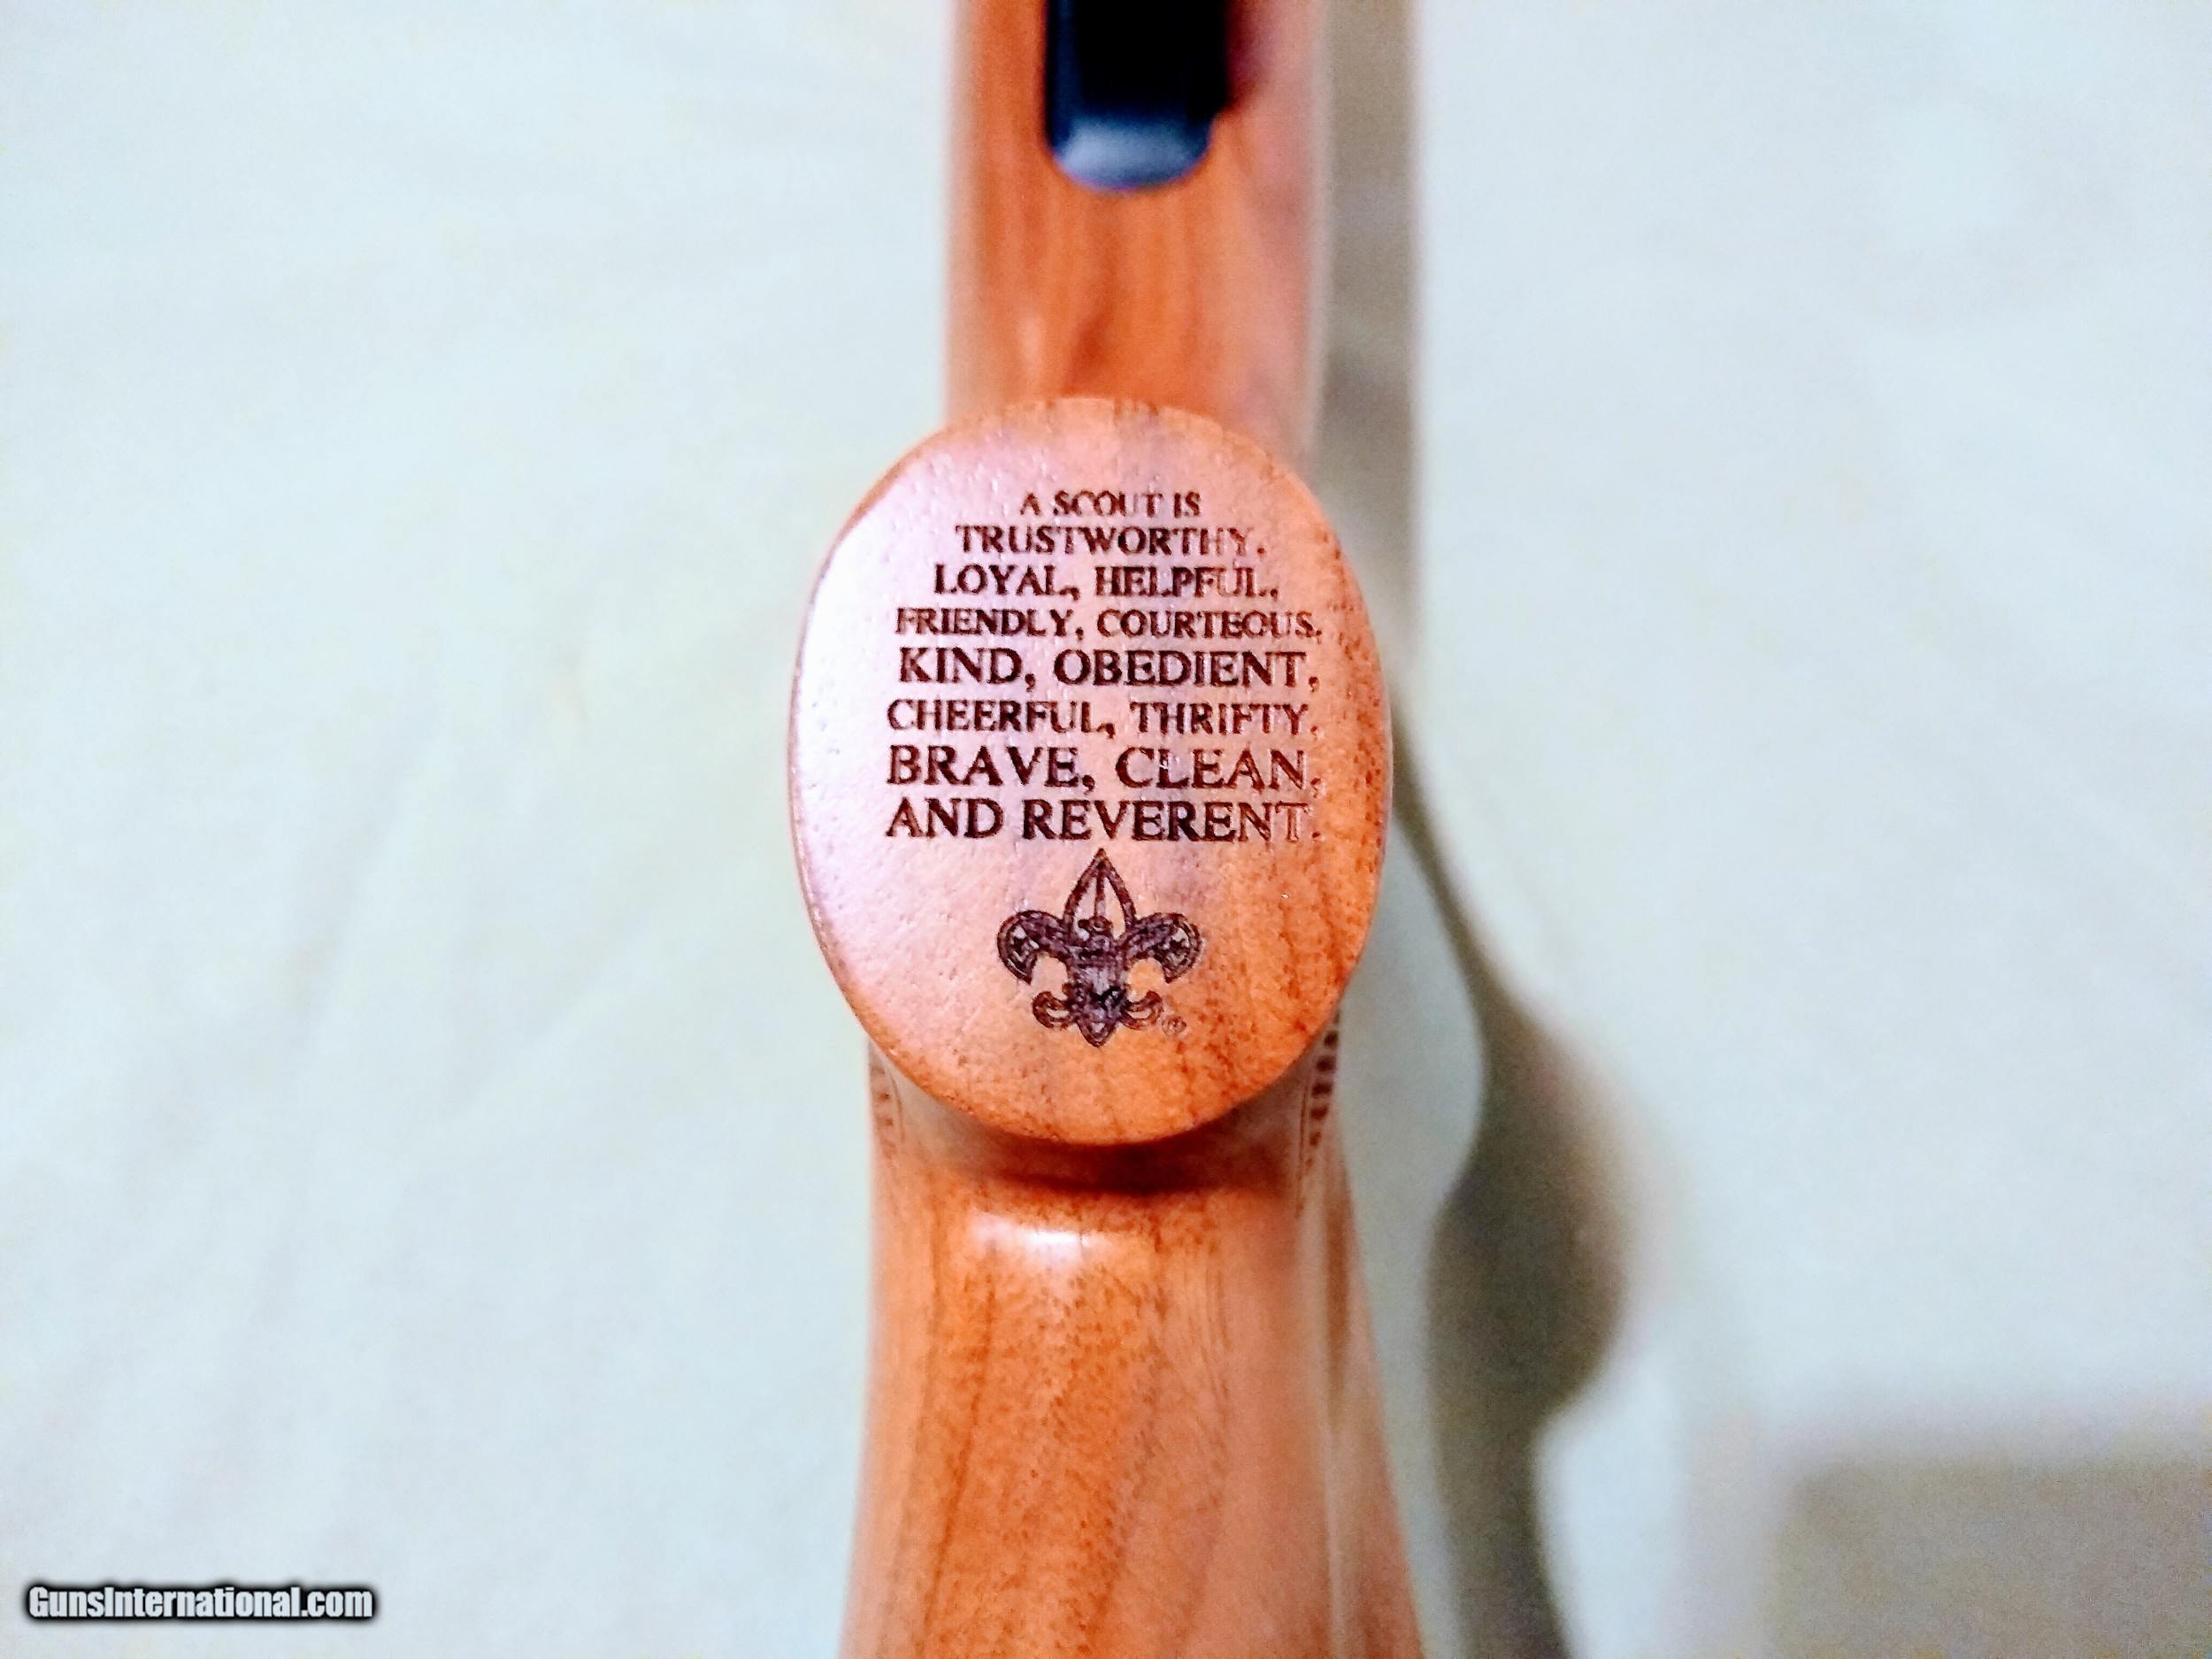 A SCOUT IS
TRUSTWORTHY,
LOYAL, HELPFUL,
FRIENDLY, COURTEOUS,
KIND, OBEDIENT,
CHEERFUL, THRIFTY,
BRAVE, CLEAN,
AND REVERENT.
®
GunsInternational.com